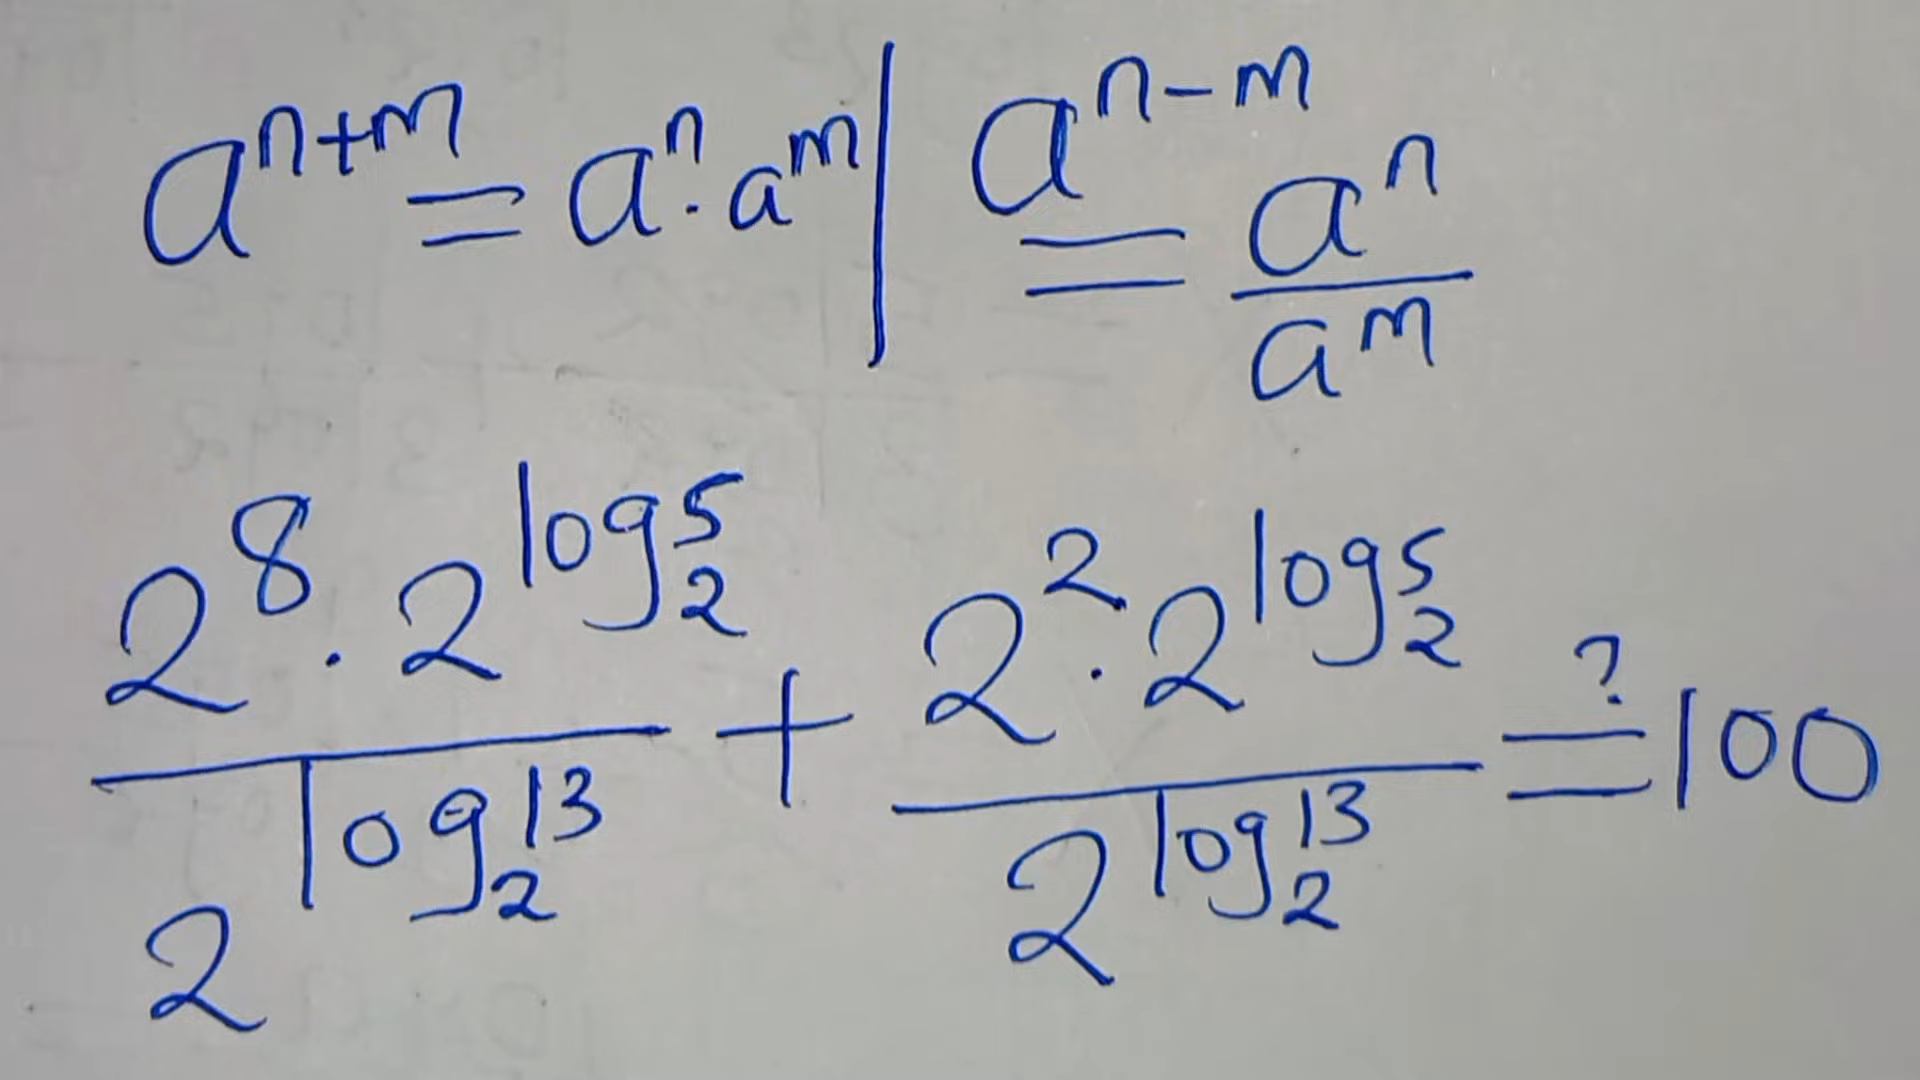 a^{n+m} = a^n · a^m | a^{n-m} = a^n / a^m
(2^8 · 2^{log_2^5}) / 2^{log_2^{13}} + (2^2 · 2^{log_2^5}) / 2^{log_2^{13}} =? 100